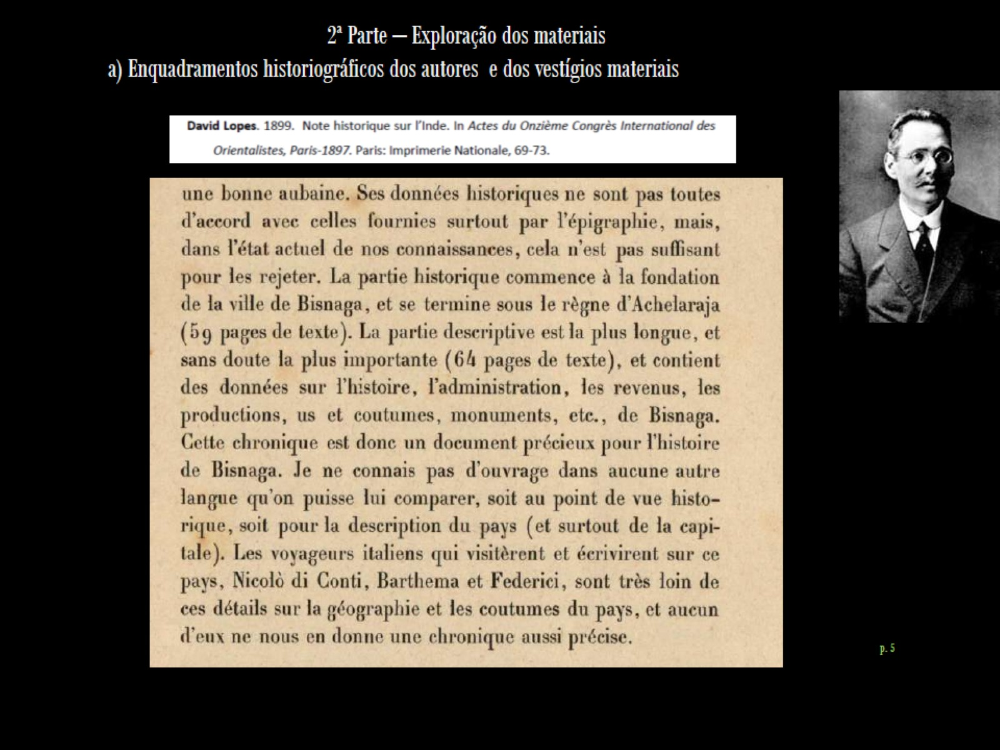 2ª Parte – Exploração dos materiais
a) Enquadramentos historiográficos dos autores e dos vestígios materiais
David Lopes. 1899. Note historique sur l'Inde. In Actes du Onzième Congrès International des
Orientalistes, Paris-1897. Paris: Imprimerie Nationale, 69-73.
une bonne aubaine. Ses données historiques ne sont pas toutes
d'accord avec celles fournies surtout par l'épigraphie, mais,
dans l'état actuel de nos connaissances, cela n'est pas suffisant
pour les rejeter. La partie historique commence à la fondation
de la ville de Bisnaga, et se termine sous le règne d'Achelaraja
(59 pages de texte). La partie descriptive est la plus longue, et
sans doute la plus importante (64 pages de texte), et contient
des données sur l'histoire, l'administration, les revenus, les
productions, us et coutumes, monuments, etc., de Bisnaga.
Cette chronique est donc un document précieux pour l'histoire
de Bisnaga. Je ne connais pas d'ouvrage dans aucune autre
langue qu'on puisse lui comparer, soit au point de vue histo-
rique, soit pour la description du pays (et surtout de la capi-
tale). Les voyageurs italiens qui visitèrent et écrivirent sur ce
pays, Nicolò di Conti, Barthema et Federici, sont très loin de
ces détails sur la géographie et les coutumes du pays, et aucun
d'eux ne nous en donne une chronique aussi précise.
p. 5